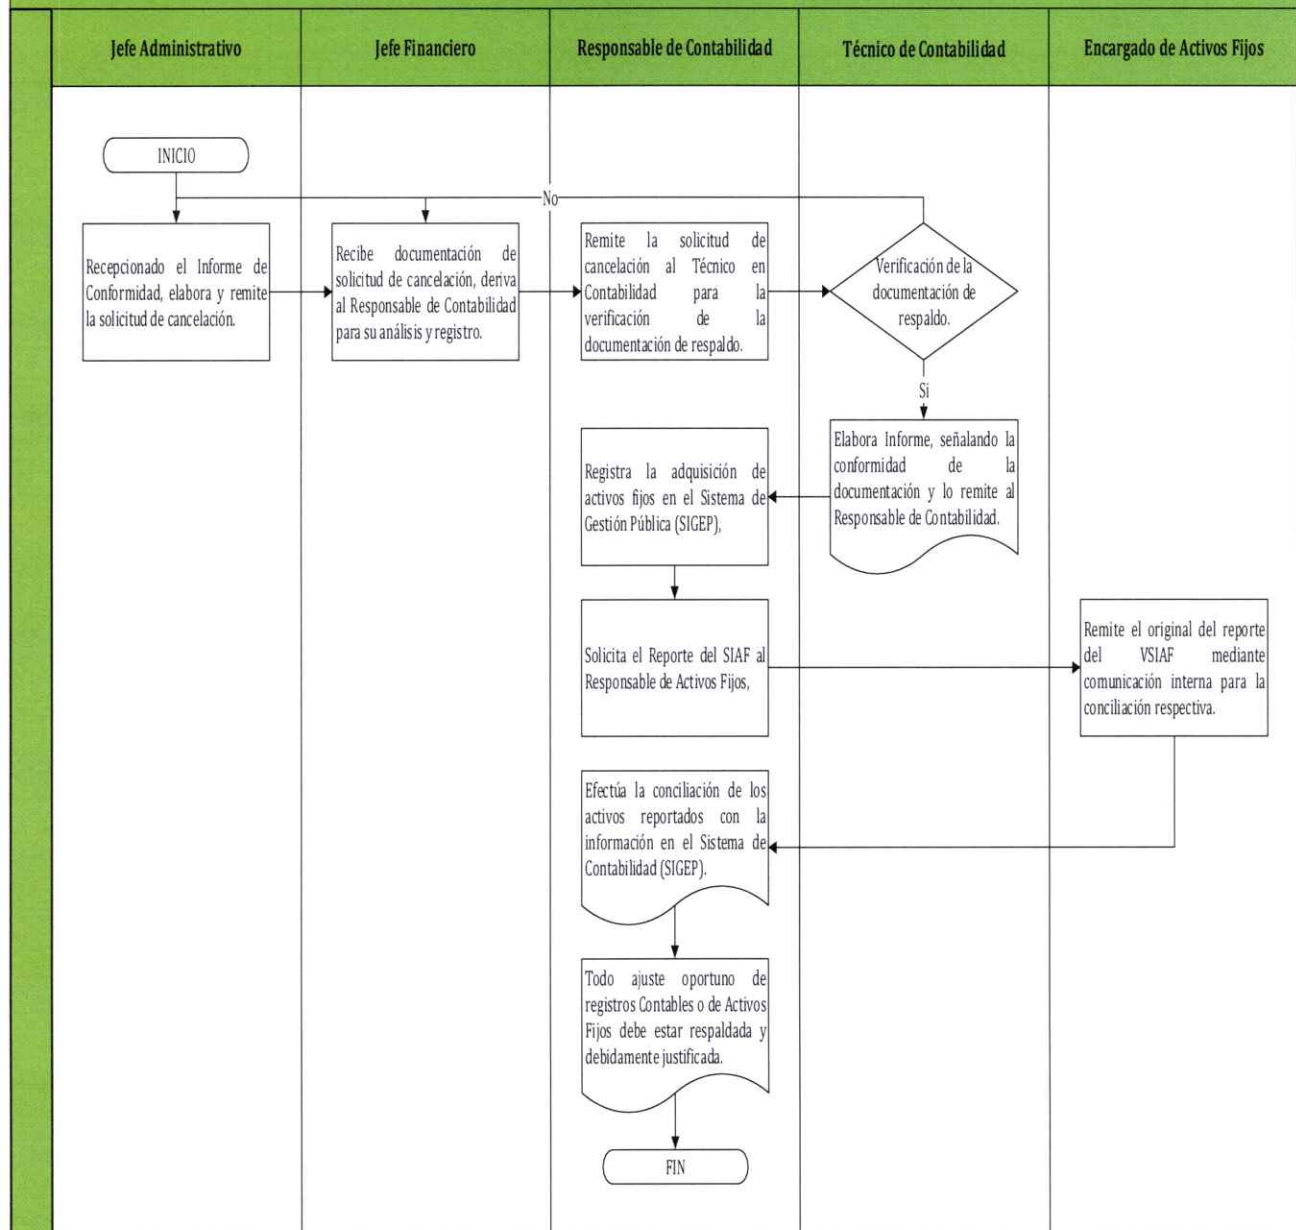 Jefe Administrativo
Jefe Financiero
Responsable de Contabilidad
Técnico de Contabilidad
Encargado de Activos Fijos
INICIO
No
Recepcionado el Informe de
Conformidad, elabora y remite
la solicitud de cancelación.
Recibe documentación de
solicitud de cancelación, deriva
al Responsable de Contabilidad
para su análisis y registro.
Remite la solicitud de
cancelación al Técnico en
Contabilidad para la
verificación de la
documentación de respaldo.
Verificación de la
documentación de
respaldo.
Si
Elabora Informe, señalando la
conformidad de la
documentación y lo remite al
Responsable de Contabilidad.
Registra la adquisición de
activos fijos en el Sistema de
Gestión Pública (SIGEP),
Solicita el Reporte del SIAF al
Responsable de Activos Fijos,
Remite el original del reporte
del VSIAF mediante
comunicación interna para la
conciliación respectiva.
Efectúa la conciliación de los
activos reportados con la
información en el Sistema de
Contabilidad (SIGEP).
Todo ajuste oportuno de
registros Contables o de Activos
Fijos debe estar respaldada y
debidamente justificada.
FIN